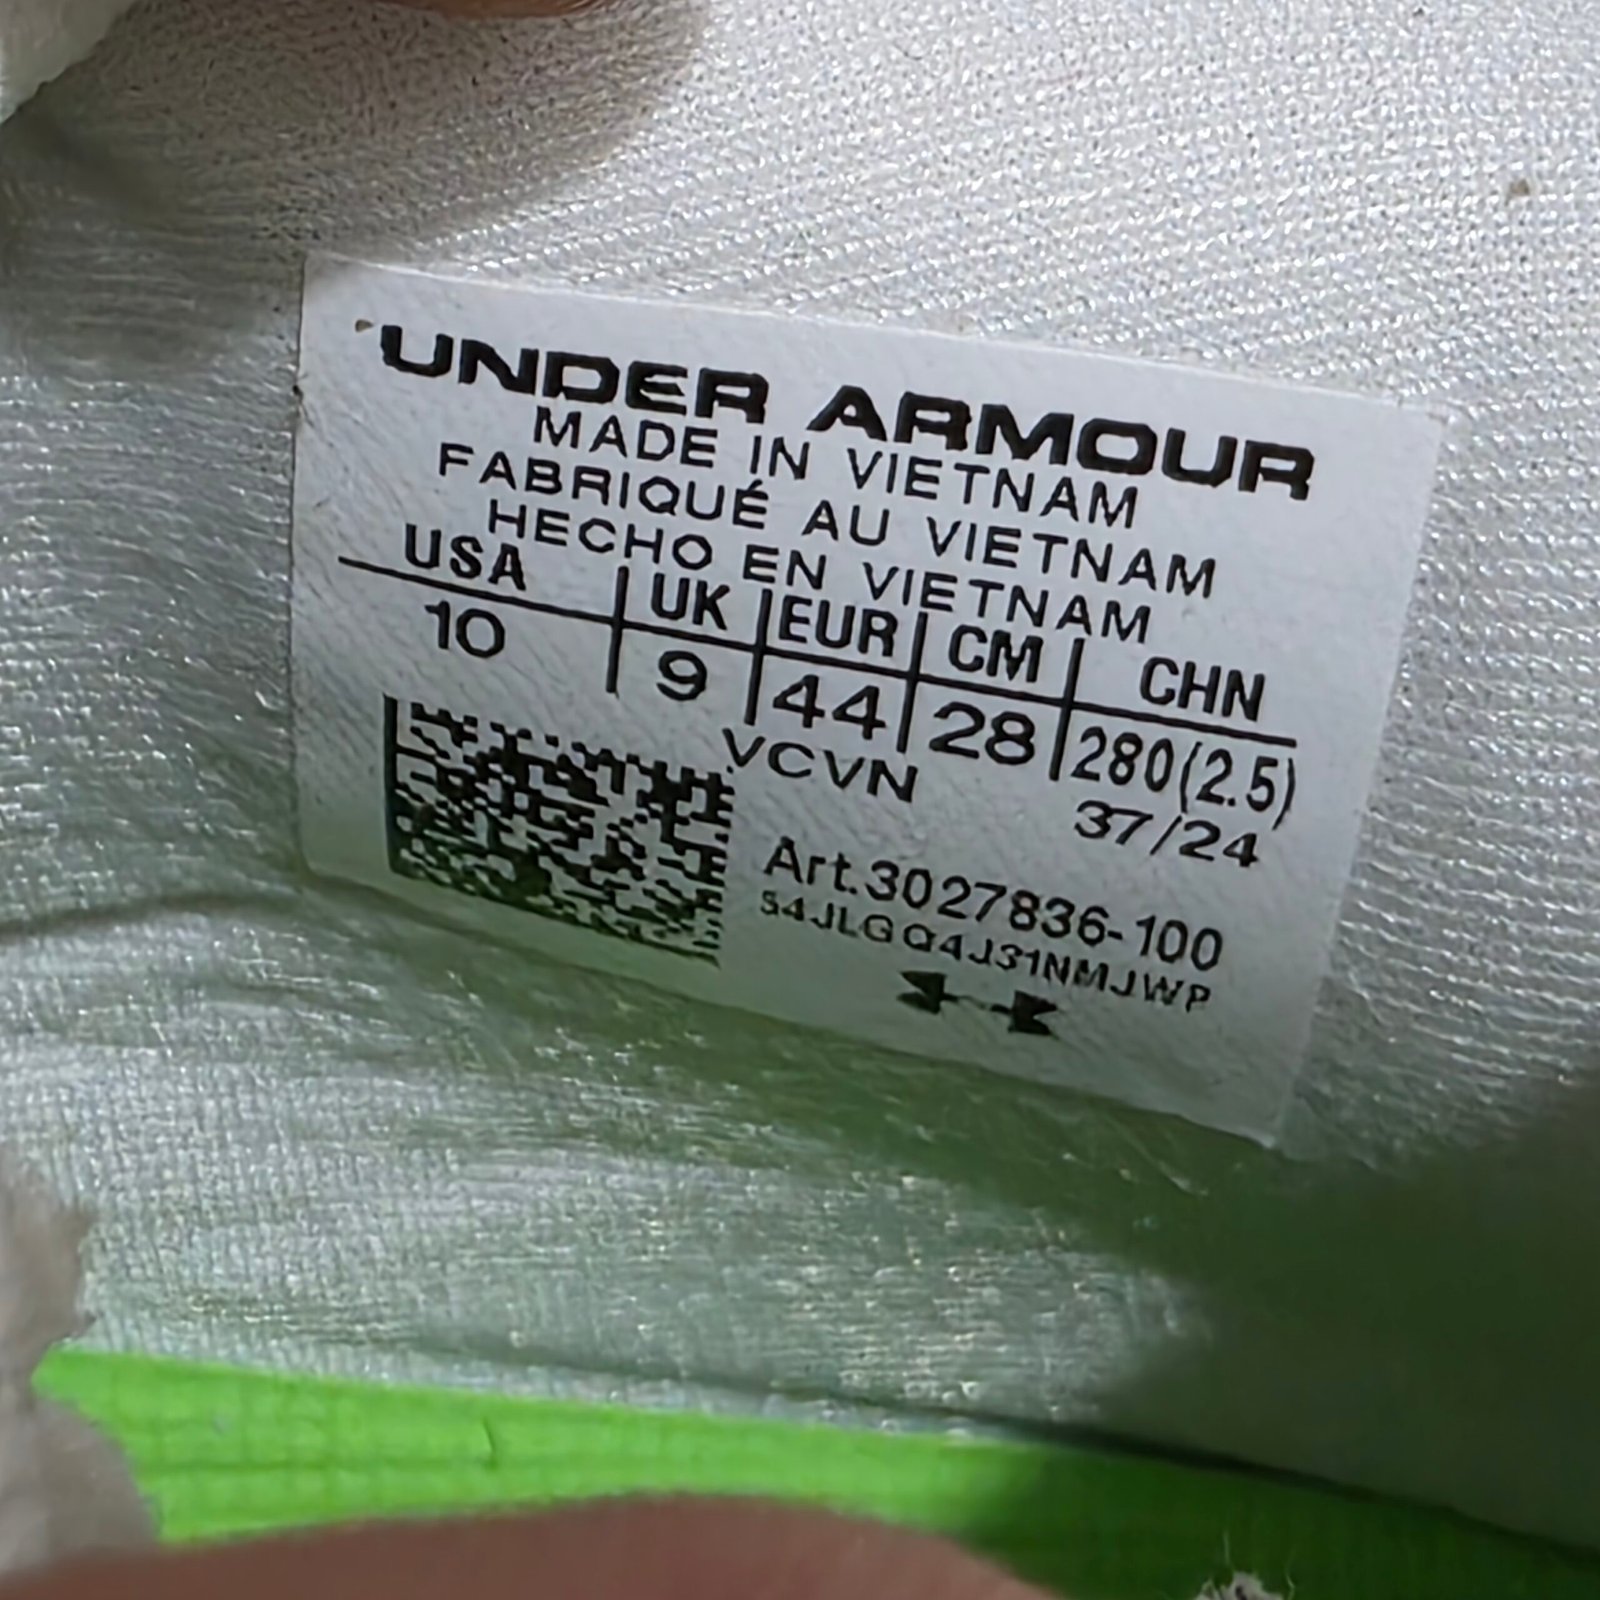 UNDER ARMOUR
MADE IN VIETNAM
FABRIQUÉ AU VIETNAM
HECHO EN VIETNAM
USA UK EUR CM CHN
10 9 44 28 280(2.5)
VCVN 37/24
Art.3027836-100
54JLGQ4J31NMJWP